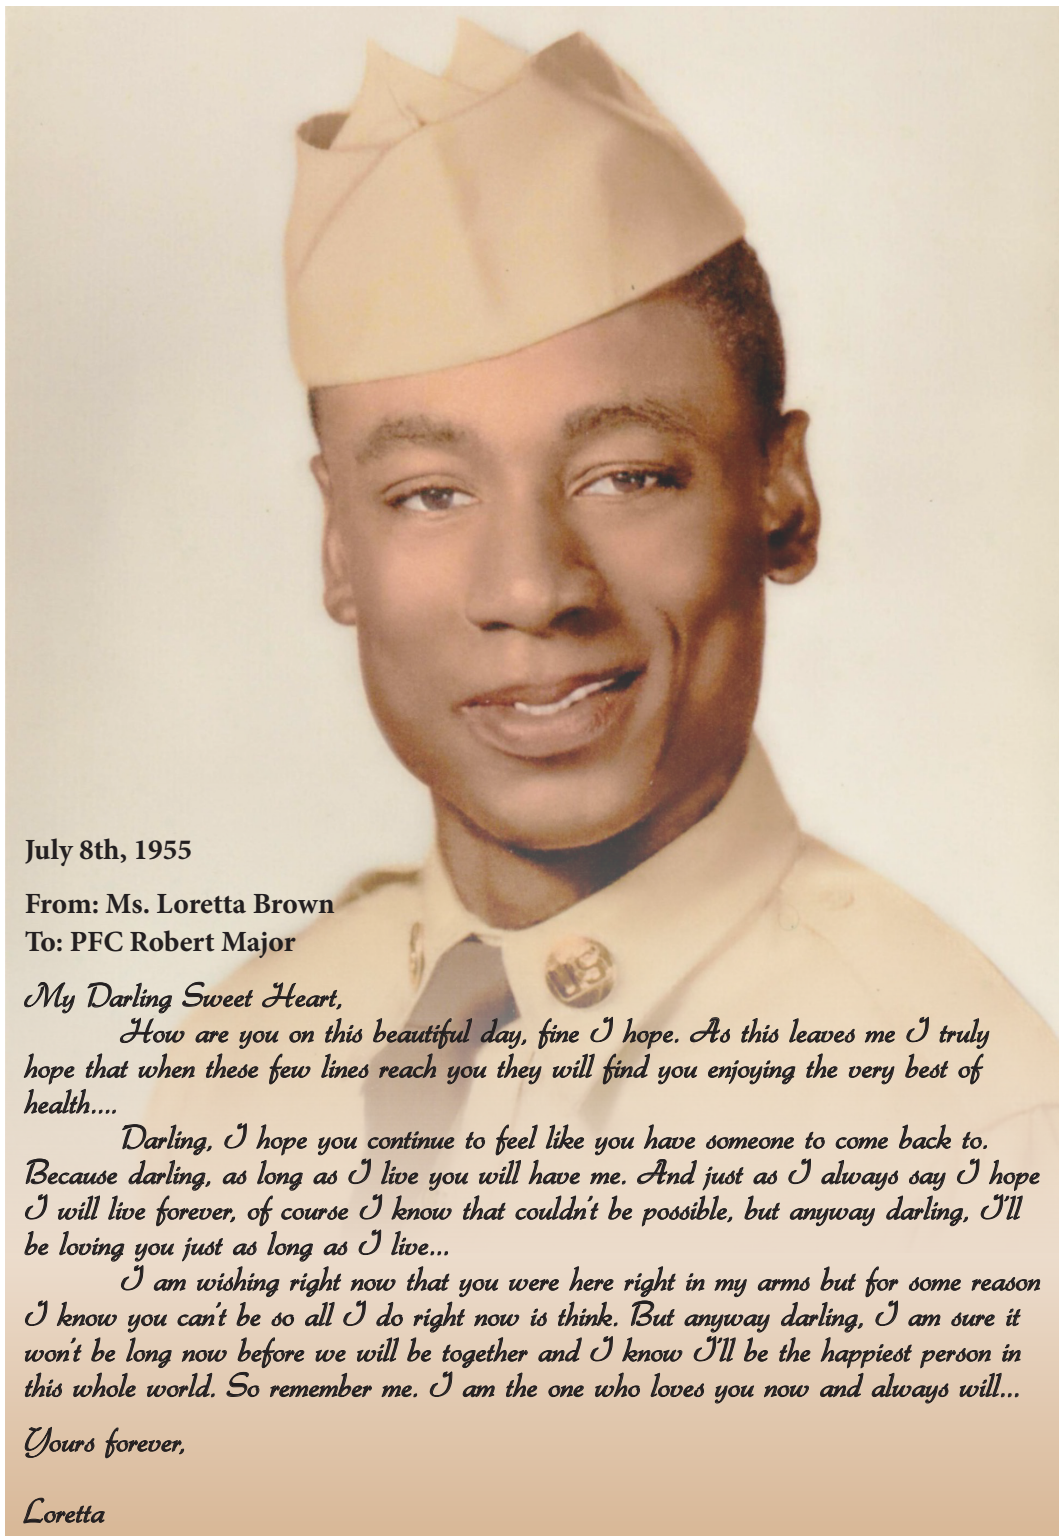 July 8th, 1955
From: Ms. Loretta Brown
To: PFC Robert Major
My Darling Sweet Heart,
How are you on this beautiful day, fine I hope. As this leaves me I truly
hope that when these few lines reach you they will find you enjoying the very best of
health....
Darling, I hope you continue to feel like you have someone to come back to.
Because darling, as long as I live you will have me. And just as I always say I hope
I will live forever, of course I know that couldn't be possible, but anyway darling, I'll
be loving you just as long as I live...
I am wishing right now that you were here right in my arms but for some reason
I know you can't be so all I do right now is think. But anyway darling, I am sure it
won't be long now before we will be together and I know I'll be the happiest person in
this whole world. So remember me. I am the one who loves you now and always will...
Yours forever,
Loretta
US